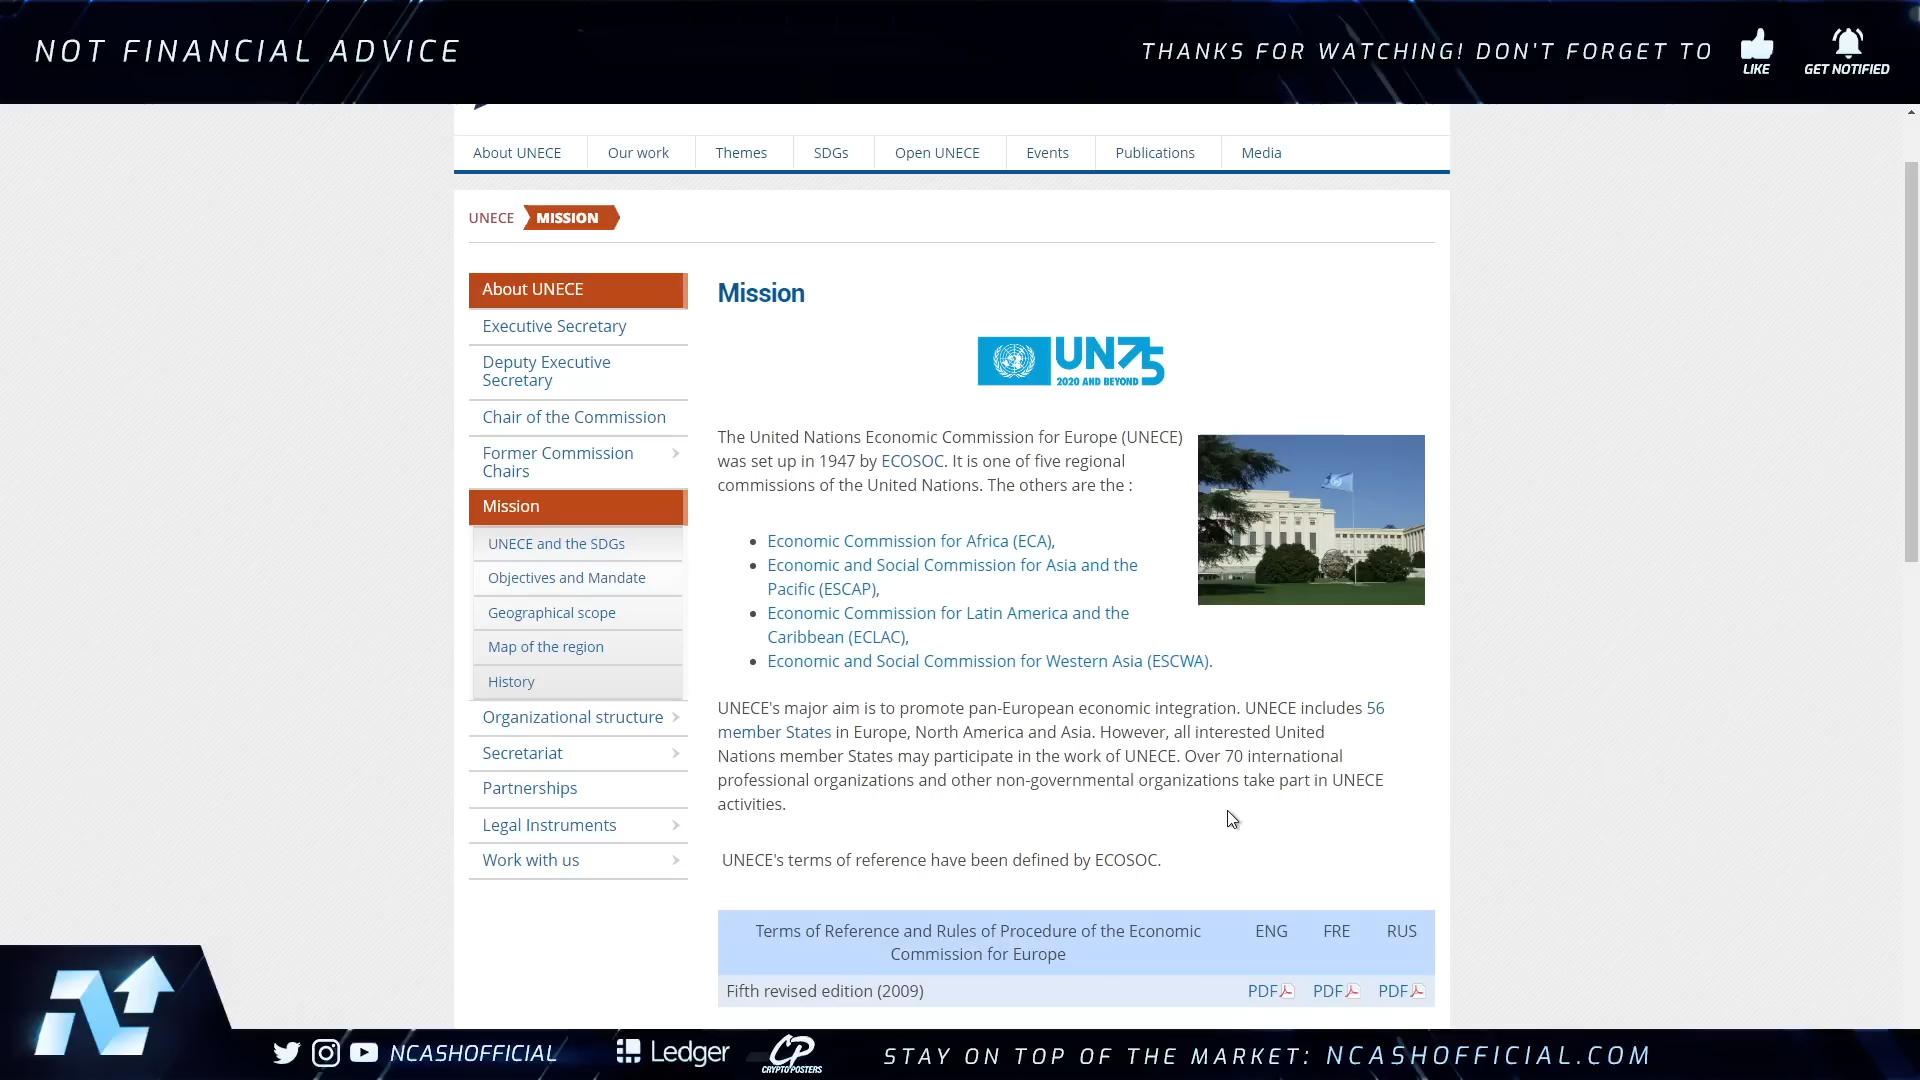 NOT FINANCIAL ADVICE
THANKS FOR WATCHING! DON'T FORGET TO
LIKE
GET NOTIFIED
About UNECE
Our work
Themes
SDGs
Open UNECE
Events
Publications
Media
UNECE
MISSION
About UNECE
Executive Secretary
Deputy Executive
Secretary
Chair of the Commission
Former Commission
Chairs
Mission
UNECE and the SDGs
Objectives and Mandate
Geographical scope
Map of the region
History
Organizational structure
Secretariat
Partnerships
Legal Instruments
Work with us
Mission
UN75
2020 AND BEYOND
The United Nations Economic Commission for Europe (UNECE)
was set up in 1947 by ECOSOC. It is one of five regional
commissions of the United Nations. The others are the :
• Economic Commission for Africa (ECA),
• Economic and Social Commission for Asia and the
Pacific (ESCAP),
• Economic Commission for Latin America and the
Caribbean (ECLAC),
• Economic and Social Commission for Western Asia (ESCWA).
UNECE's major aim is to promote pan-European economic integration. UNECE includes 56
member States in Europe, North America and Asia. However, all interested United
Nations member States may participate in the work of UNECE. Over 70 international
professional organizations and other non-governmental organizations take part in UNECE
activities.
UNECE's terms of reference have been defined by ECOSOC.
Terms of Reference and Rules of Procedure of the Economic
Commission for Europe
ENG
FRE
RUS
Fifth revised edition (2009)
PDF
PDF
PDF
NCASHOFFICIAL
Ledger
CP
CRYPTOPOSTERS
STAY ON TOP OF THE MARKET: NCASHOFFICIAL.COM